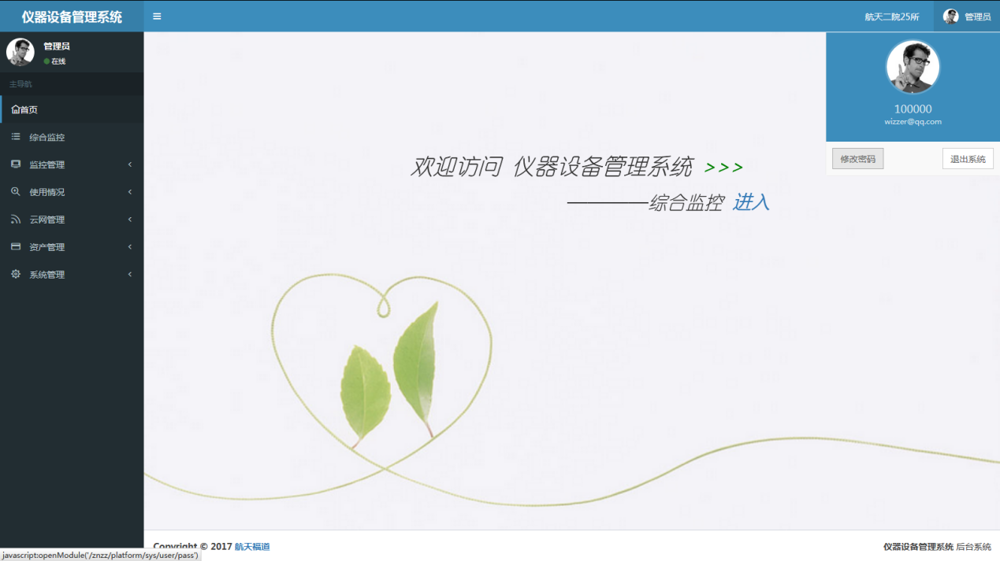 仪器设备管理系统
航天二院25所 管理员
管理员
在线
主导航
首页
综合监控
监控管理
使用情况
云网管理
资产管理
系统管理
100000
wizzer@qq.com
修改密码 退出系统
欢迎访问 仪器设备管理系统 >>>
————综合监控 进入
Copyright © 2017 航天福道
仪器设备管理系统 后台系统
javascript:openModule('/znzz/platform/sys/user/pass')